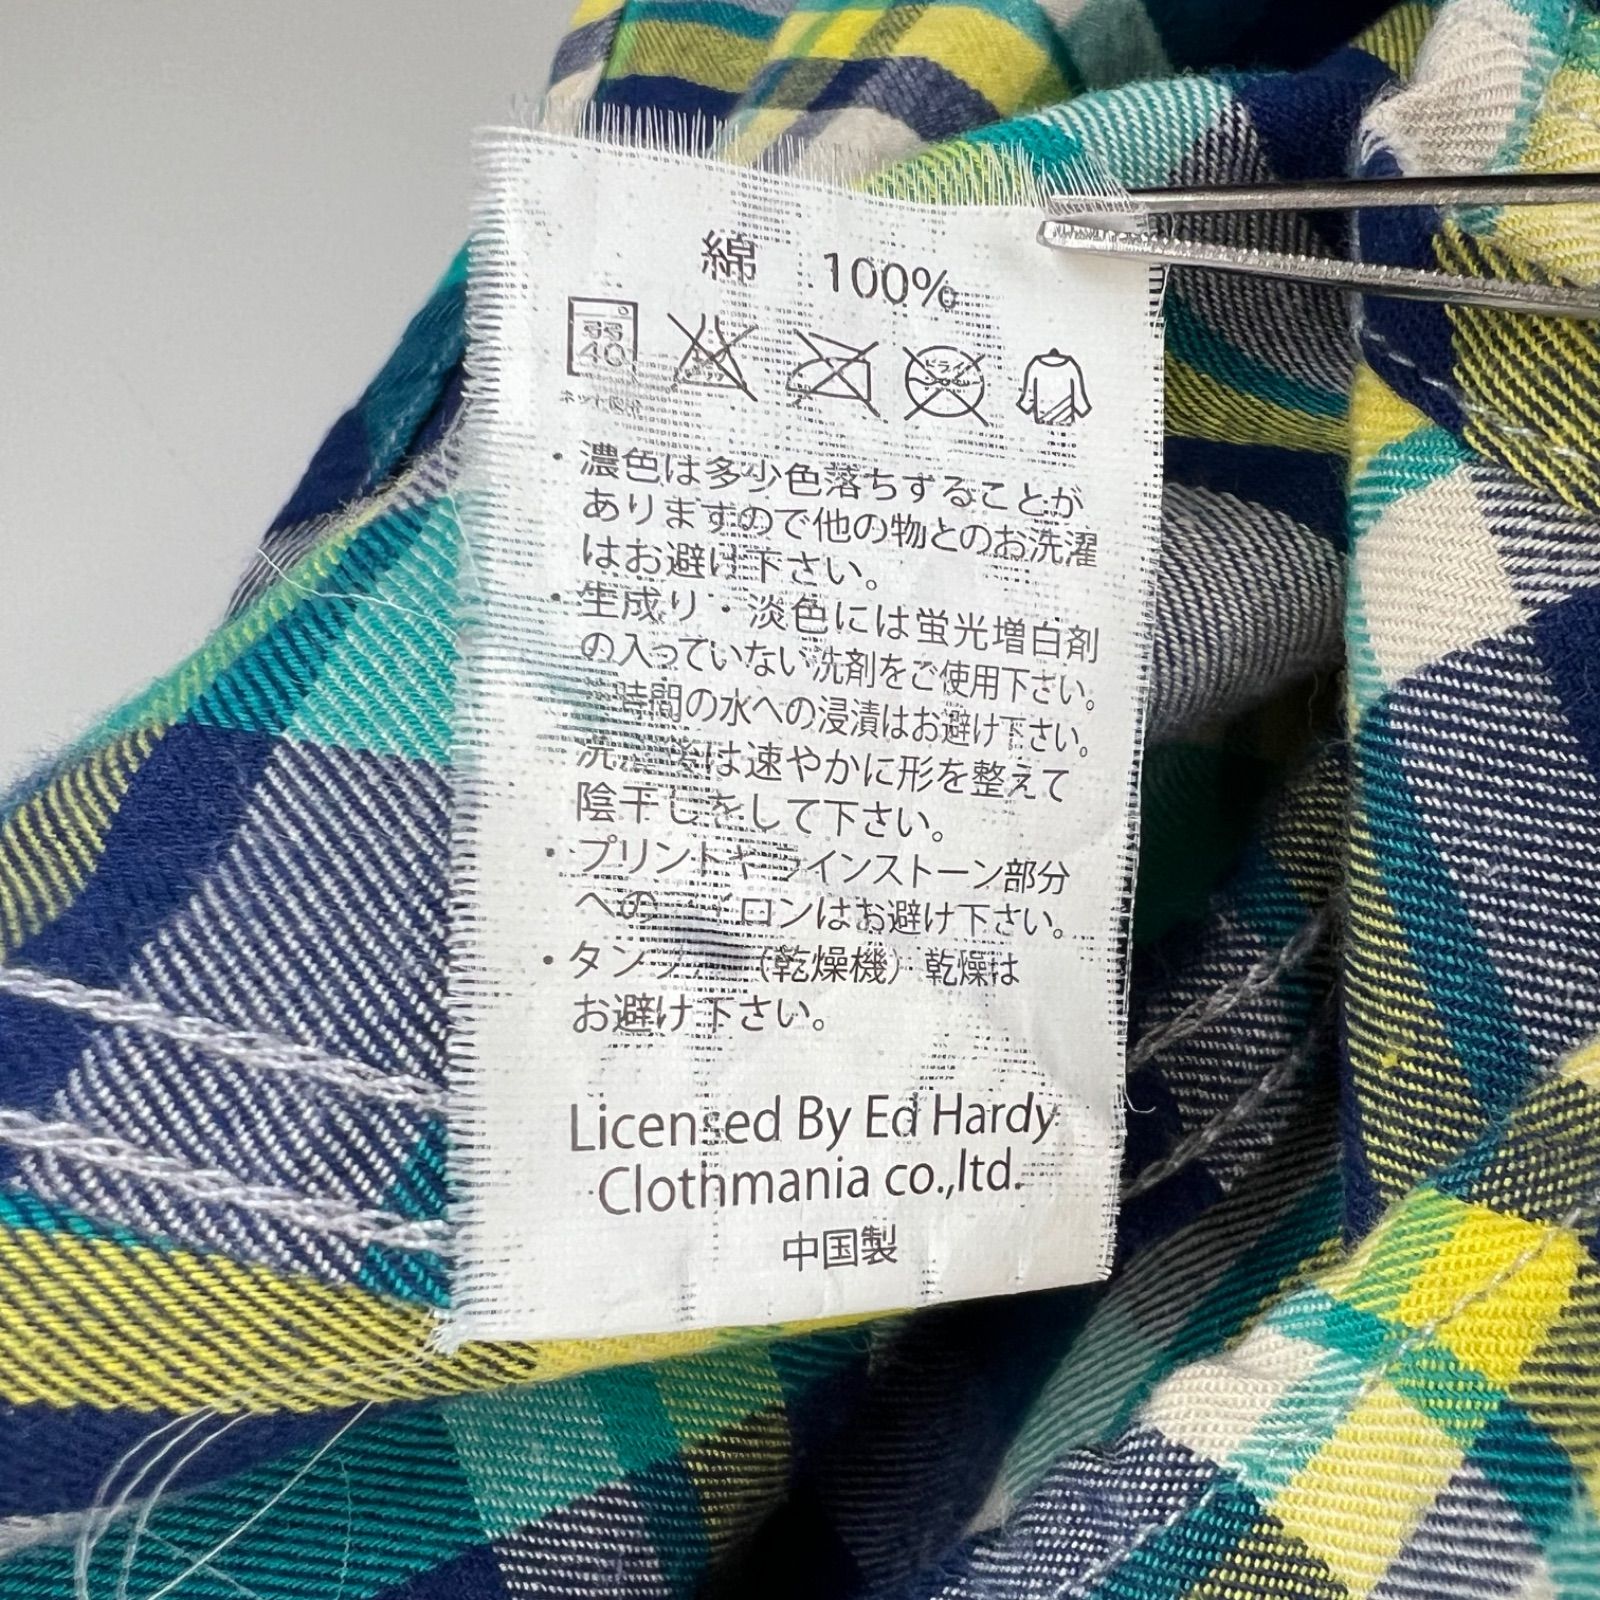 綿 100%
弱
40
ドライ
ネット使用
・濃色は多少色落ちすることが
ありますので他の物とのお洗濯
はお避け下さい。
・生成り・淡色には蛍光増白剤
の入っていない洗剤をご使用下さい。
時間の水への浸漬はお避け下さい。
洗濯後は速やかに形を整えて
陰干しをして下さい。
・プリントやラインストーン部分
へのアイロンはお避け下さい。
・タンブル（乾燥機）乾燥は
お避け下さい。
Licensed By Ed Hardy
Clothmania co.,ltd.
中国製